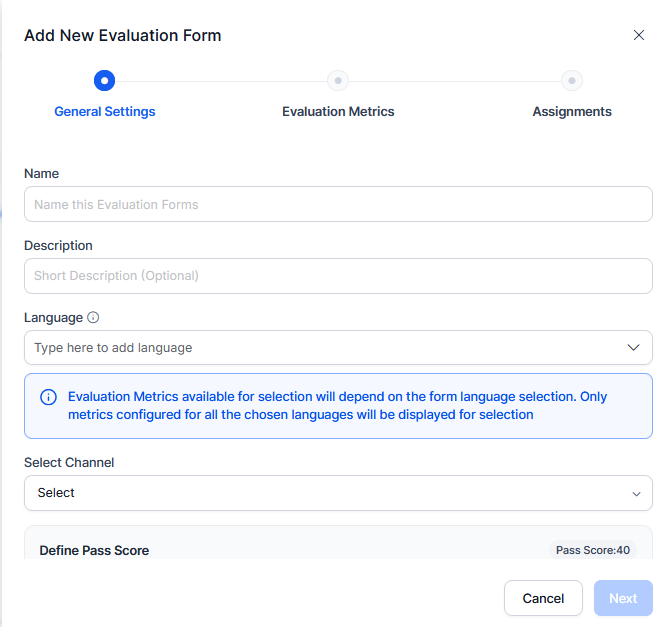 Add New Evaluation Form
General Settings
Evaluation Metrics
Assignments
Name
Name this Evaluation Forms
Description
Short Description (Optional)
Language
Type here to add language
Evaluation Metrics available for selection will depend on the form language selection. Only
metrics configured for all the chosen languages will be displayed for selection
Select Channel
Select
Define Pass Score
Pass Score:40
Cancel
Next